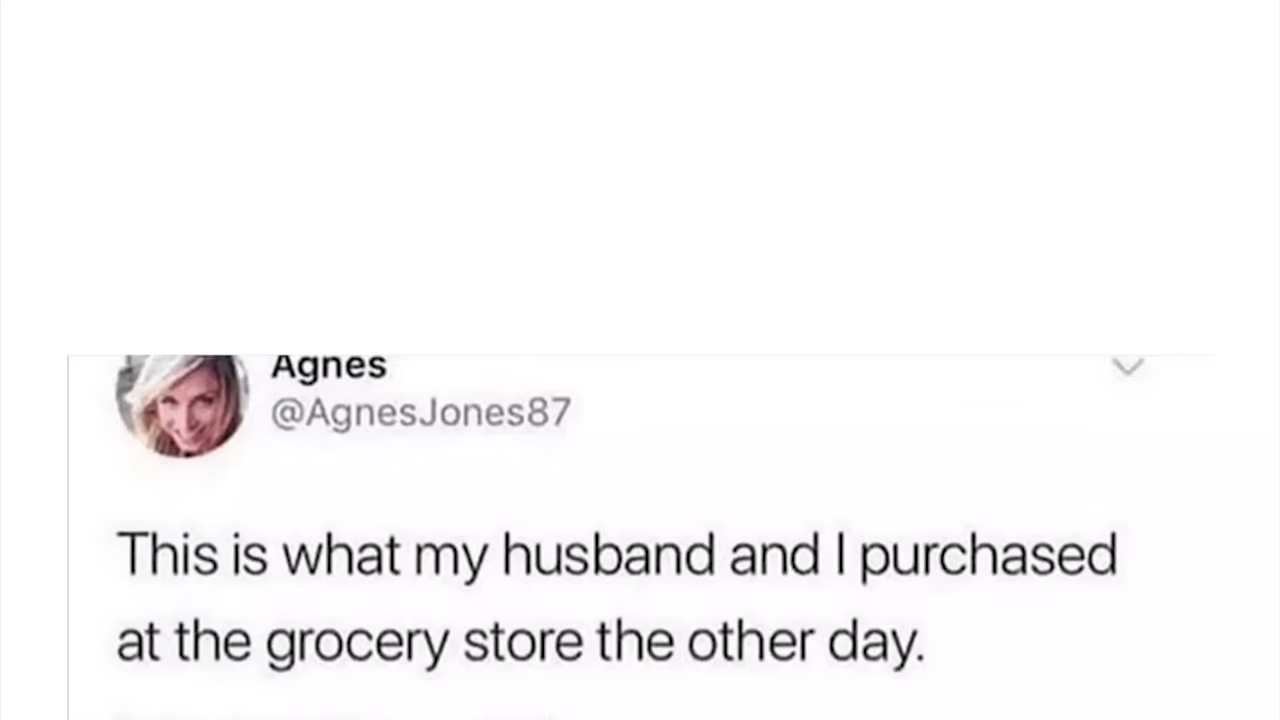 Agnes
@AgnesJones87
This is what my husband and I purchased
at the grocery store the other day.